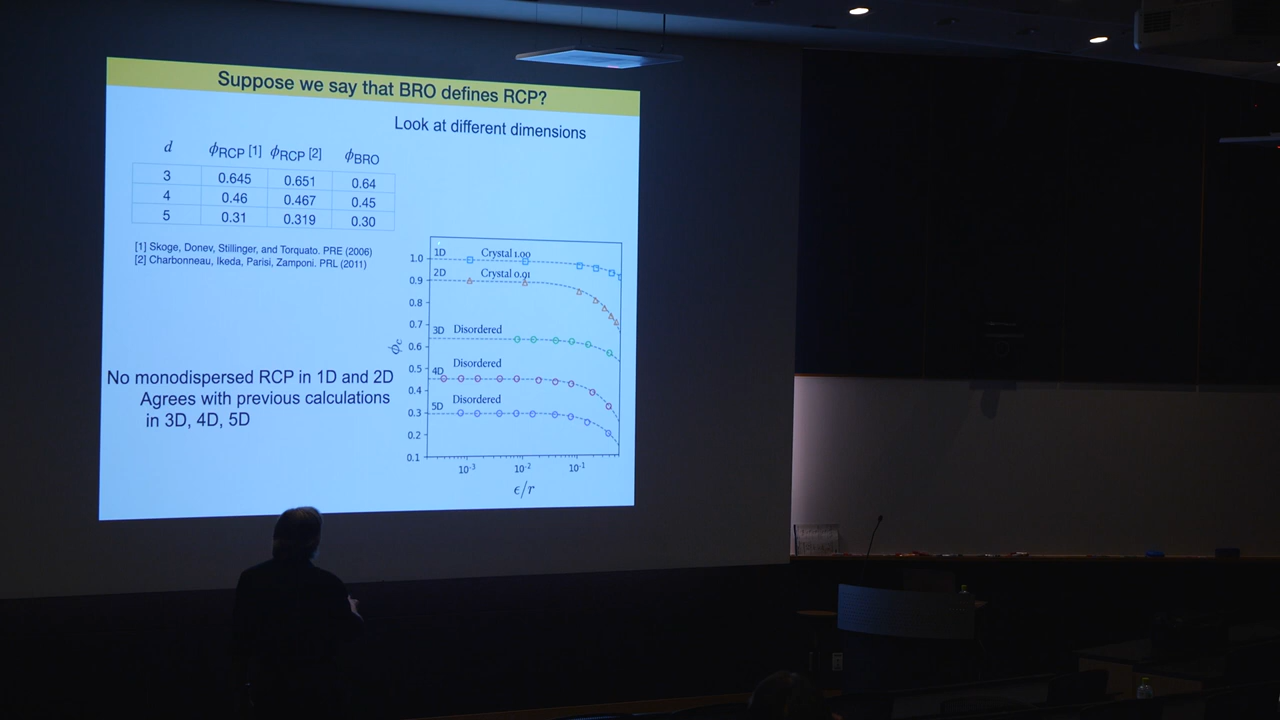 Suppose we say that BRO defines RCP?
Look at different dimensions
d ϕRCP [1] ϕRCP [2] ϕBRO
3 0.645 0.651 0.64
4 0.46 0.467 0.45
5 0.31 0.319 0.30
[1] Skoge, Donev, Stillinger, and Torquato. PRE (2006)
[2] Charbonneau, Ikeda, Parisi, Zamponi. PRL (2011)
No monodispersed RCP in 1D and 2D
Agrees with previous calculations
in 3D, 4D, 5D
1D Crystal 1.00
2D Crystal 0.91
3D Disordered
4D Disordered
5D Disordered
1.0
0.9
0.8
0.7
0.6
0.5
0.4
0.3
0.2
0.1
ϕc
10⁻³ 10⁻² 10⁻¹
ϵ/r